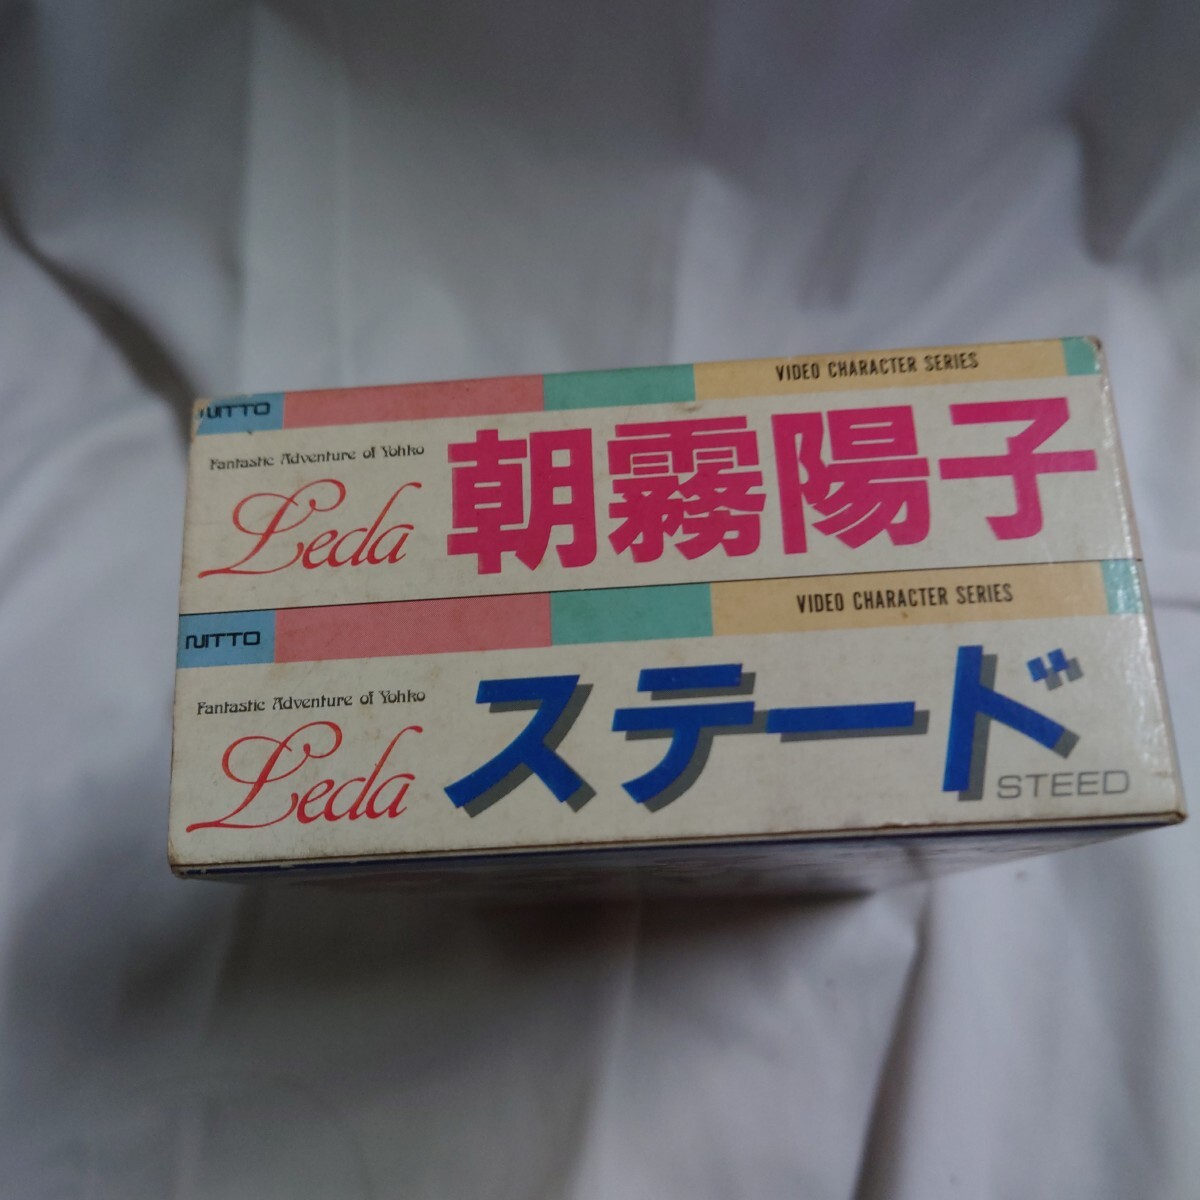 NITTO
VIDEO CHARACTER SERIES
Fantastic Adventure of Yohko
Leda
朝霧陽子
NITTO
VIDEO CHARACTER SERIES
Fantastic Adventure of Yohko
Leda
ステード
STEED